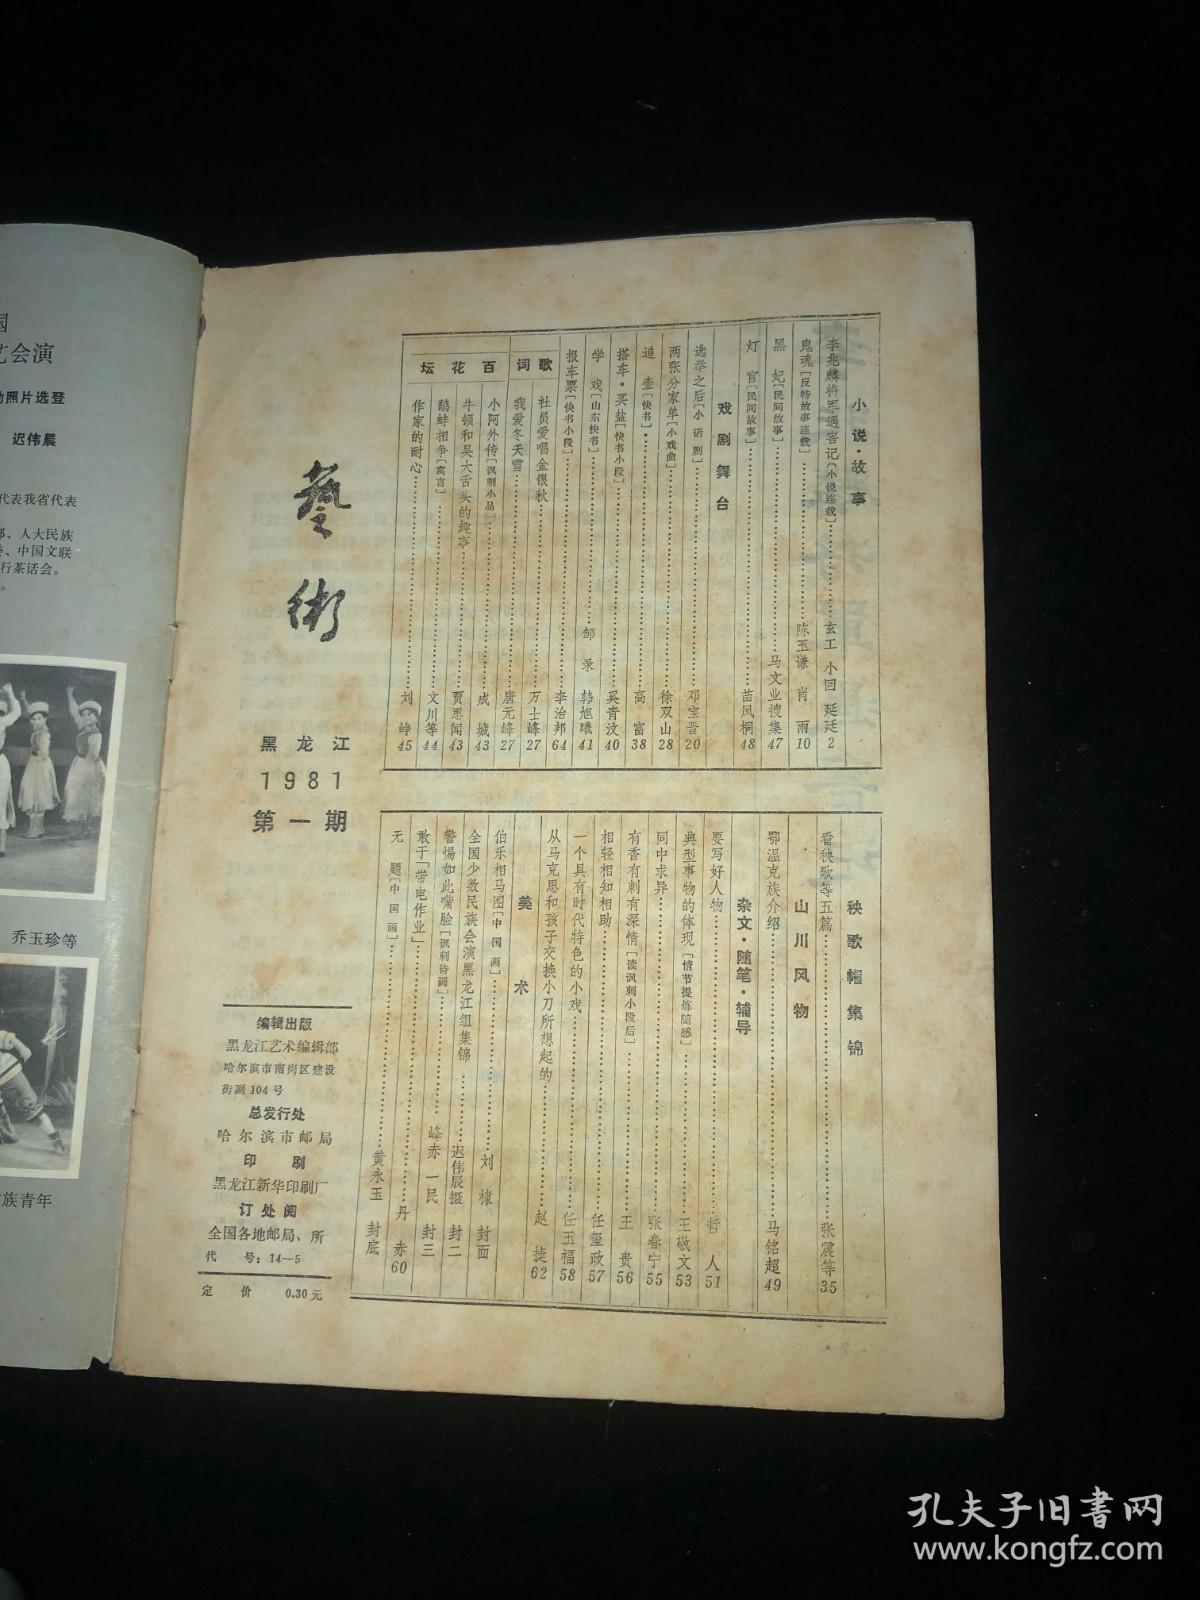 艺会演
动照片选登
迟伟晨
代表我省代表
部、人大民族
委、中国文联
行茶话会。
乔玉珍等
族青年
小说·故事
李兆麟将军遇害记［小说连载］玄工 小回 延廷 2
鬼魂［反特故事连载］陈玉谦 肖雨 10
黑妃［民间故事］马文业搜集 47
灯官［民间故事］苗凤桐 48
戏剧舞台
选举之后［小话剧］邓宝晋 20
两张分家单［小戏曲］徐双山 28
追壶［快书］高富 38
搭车·买盐［快书小段］奚青汶 40
学戏［山东快书］邹录 韩旭曦 41
报车票［快书小段］李治邦 64
歌词
社员爱唱金银秋 万士峰 27
我爱冬天雪 唐元峰 27
百花坛
小阿外传［讽刺小品］成城 43
牛顿和吴大舌头的趣事 贾思闻 43
鹬蚌相争［寓言］文川等 44
作家的耐心 刘峥 45
秧歌帽集锦
看秧歌等五篇 张震等 35
山川风物
鄂温克族介绍 马铭超 49
杂文·随笔·辅导
要写好人物 哲人 51
典型事物的体现［情节提炼随感］王敬文 53
同中求异 张春宁 55
有香有刺有深情［读讽刺小段后］王贵 56
相轻相知相助 任玺政 57
一个具有时代特色的小戏 任玉福 58
从马克思和孩子交换小刀所想起的 赵捷 62
美术
伯乐相马图［中国画］刘棣 封面
全国少数民族会演黑龙江组集锦 迟伟晨摄 封二
警惕如此嘴脸［讽刺诗画］峰赤 一民 封三
敢于「带电作业」丹赤 60
无题［中国画］黄永玉 封底
艺术
黑龙江
1981
第一期
编辑出版
黑龙江艺术编辑部
哈尔滨市南岗区建设
街副104号
总发行处
哈尔滨市邮局
印刷
黑龙江新华印刷厂
订处阅
全国各地邮局、所
代号：14—5
定价 0.30元
孔夫子旧书网
www.kongfz.com